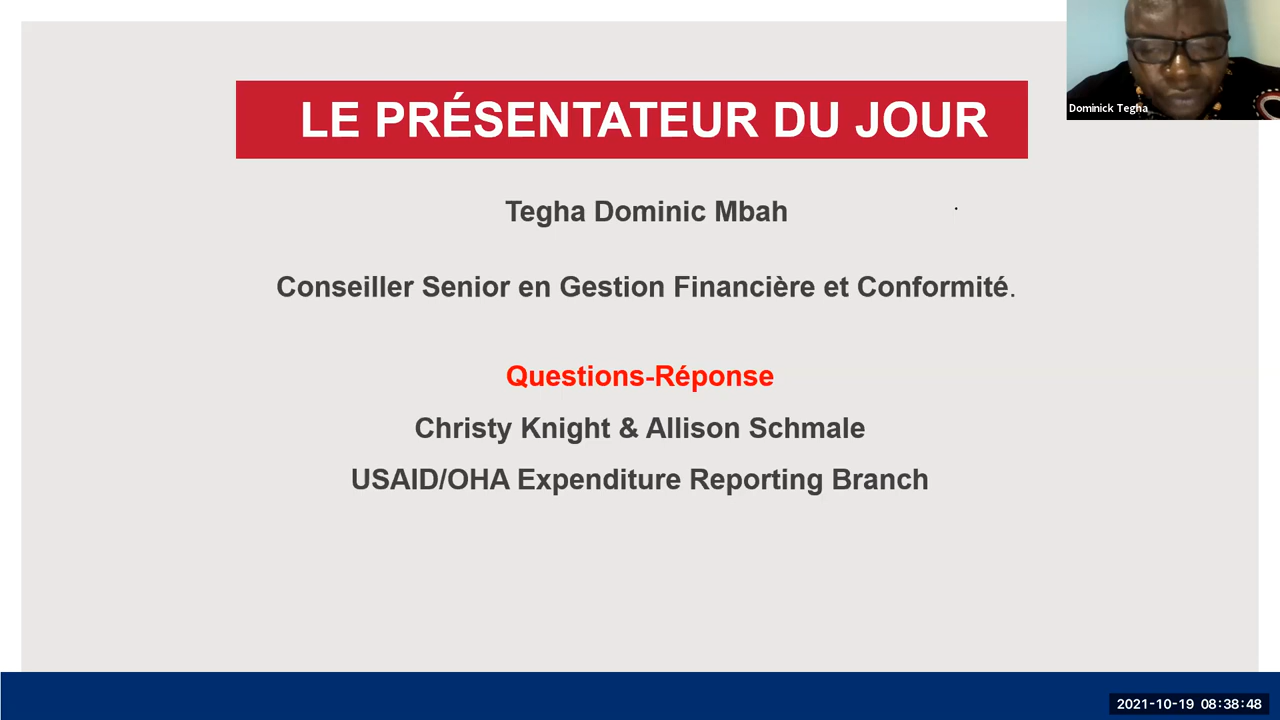 LE PRÉSENTATEUR DU JOUR
Dominick Tegha
Tegha Dominic Mbah
Conseiller Senior en Gestion Financière et Conformité.
Questions-Réponse
Christy Knight & Allison Schmale
USAID/OHA Expenditure Reporting Branch
2021-10-19 08:38:48